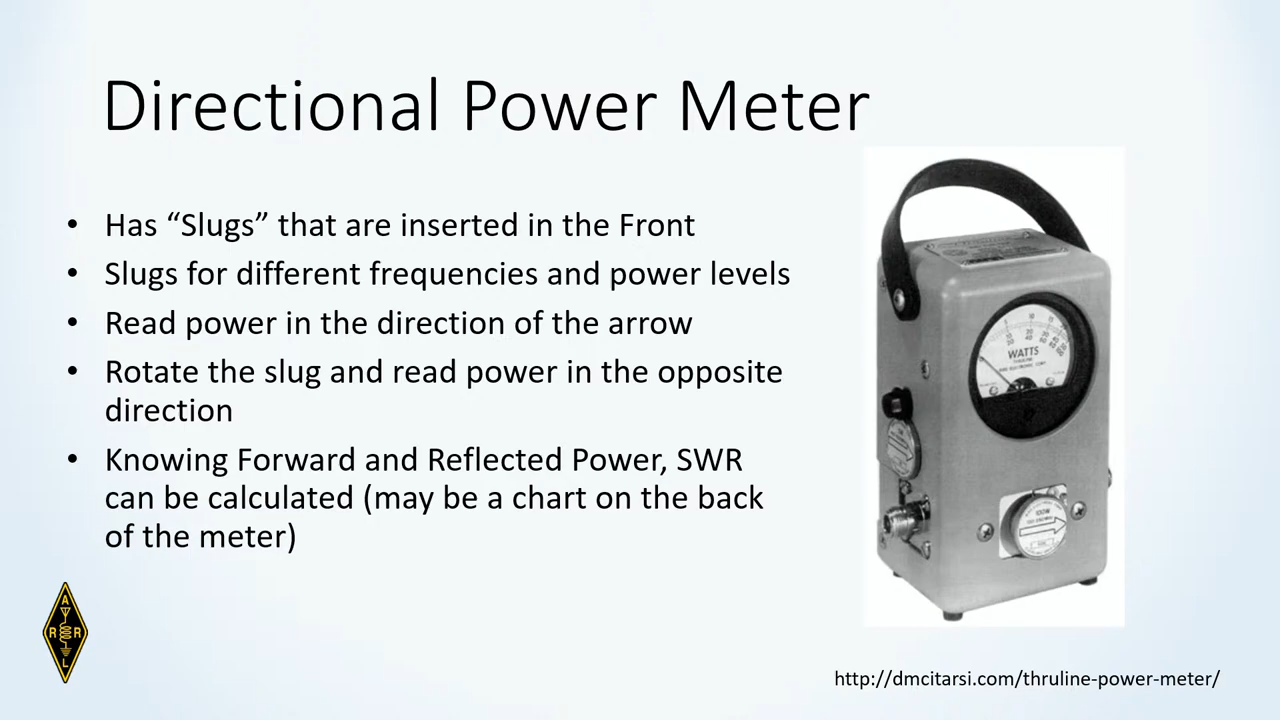 Directional Power Meter
• Has “Slugs” that are inserted in the Front
• Slugs for different frequencies and power levels
• Read power in the direction of the arrow
• Rotate the slug and read power in the opposite
direction
• Knowing Forward and Reflected Power, SWR
can be calculated (may be a chart on the back
of the meter)
WATTS
100W
A
R R
L
http://dmcitarsi.com/thruline-power-meter/